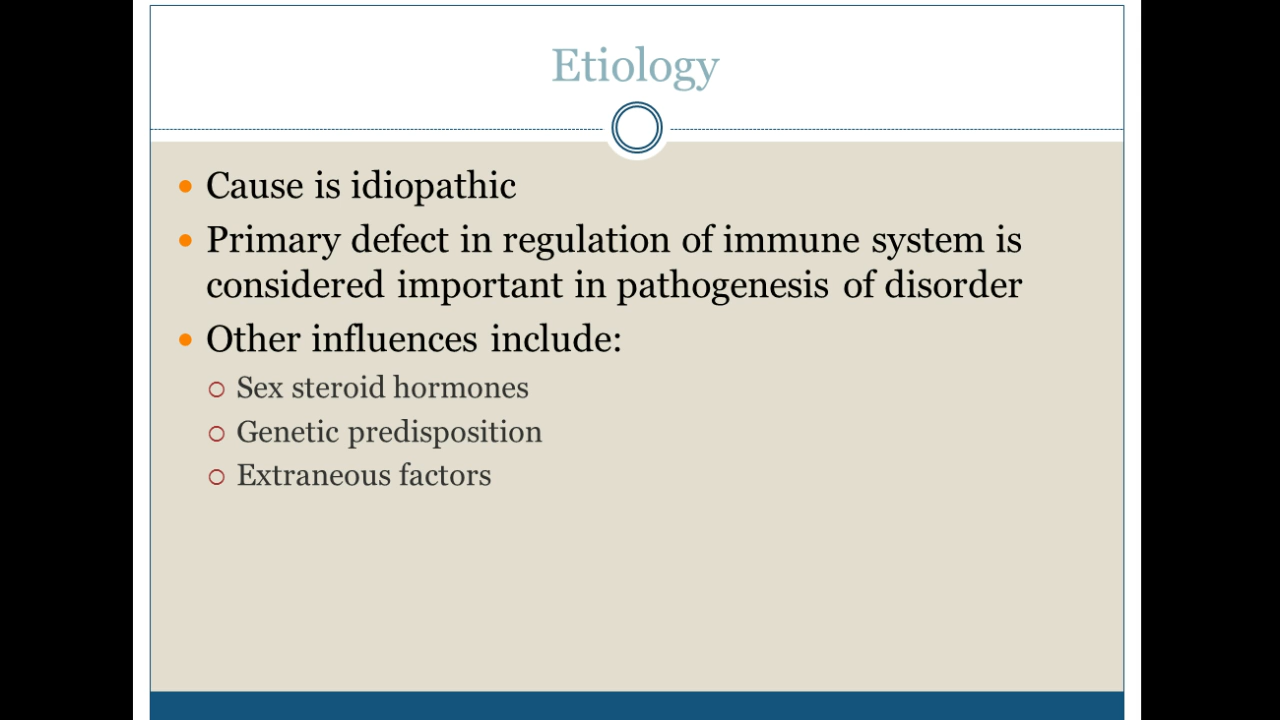 Etiology
Cause is idiopathic
Primary defect in regulation of immune system is
considered important in pathogenesis of disorder
Other influences include:
Sex steroid hormones
Genetic predisposition
Extraneous factors